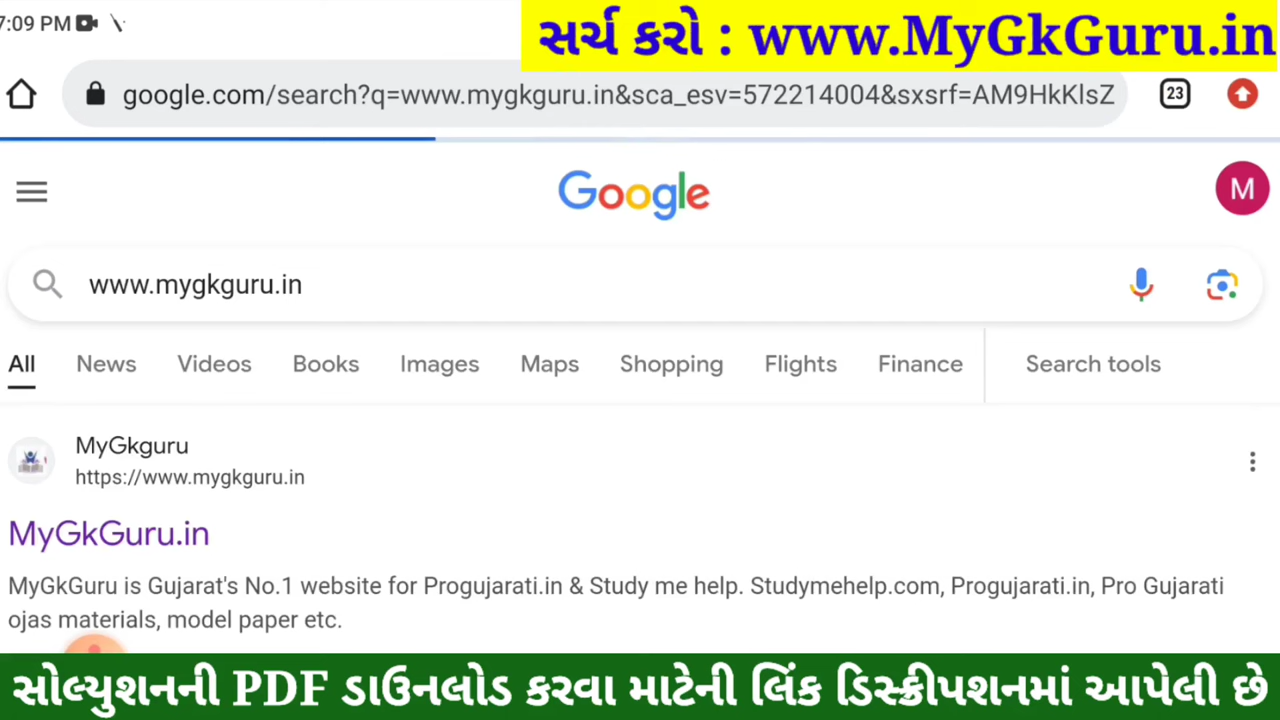 7:09 PM
સર્ચ કરો : www.MyGkGuru.in
google.com/search?q=www.mygkguru.in&sca_esv=572214004&sxsrf=AM9HkKlsZ
23
Google
M
www.mygkguru.in
All News Videos Books Images Maps Shopping Flights Finance Search tools
MyGkguru
https://www.mygkguru.in
MyGkGuru.in
MyGkGuru is Gujarat's No.1 website for Progujarati.in & Study me help. Studymehelp.com, Progujarati.in, Pro Gujarati
ojas materials, model paper etc.
સોલ્યુશનની PDF ડાઉનલોડ કરવા માટેની લિંક ડિસ્ક્રીપશનમાં આપેલી છે